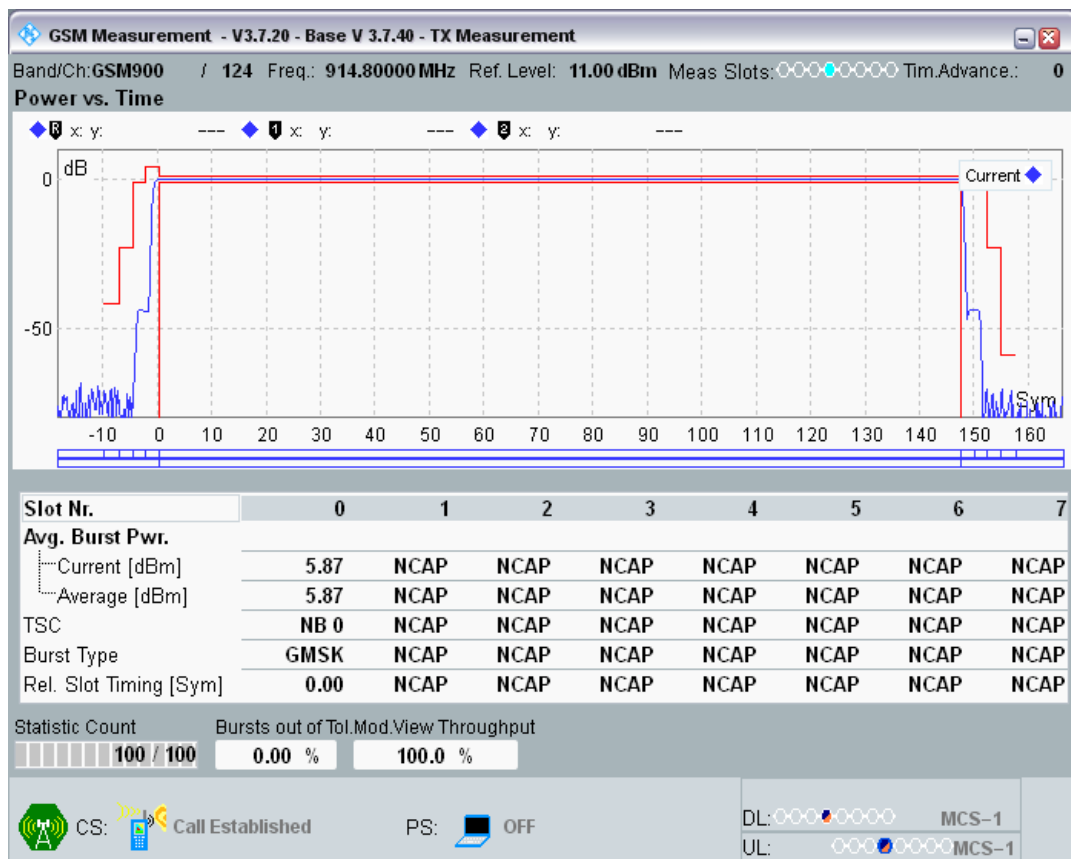 GSM Measurement - V3.7.20 - Base V 3.7.40 - TX Measurement
Band/Ch:GSM900 / 124 Freq.: 914.80000 MHz Ref. Level: 11.00 dBm Meas Slots: Tim.Advance.: 0
Power vs. Time
R x: y: --- 1 x: y: --- 2 x: y: ---
dB
Current
0
-50
Sym
-10 0 10 20 30 40 50 60 70 80 90 100 110 120 130 140 150 160
Slot Nr. 0 1 2 3 4 5 6 7
Avg. Burst Pwr.
Current [dBm] 5.87 NCAP NCAP NCAP NCAP NCAP NCAP NCAP
Average [dBm] 5.87 NCAP NCAP NCAP NCAP NCAP NCAP NCAP
TSC NB 0 NCAP NCAP NCAP NCAP NCAP NCAP NCAP
Burst Type GMSK NCAP NCAP NCAP NCAP NCAP NCAP NCAP
Rel. Slot Timing [Sym] 0.00 NCAP NCAP NCAP NCAP NCAP NCAP NCAP
Statistic Count Bursts out of Tol.Mod.View Throughput
100 / 100 0.00 % 100.0 %
CS: Call Established PS: OFF DL: MCS-1
UL: MCS-1